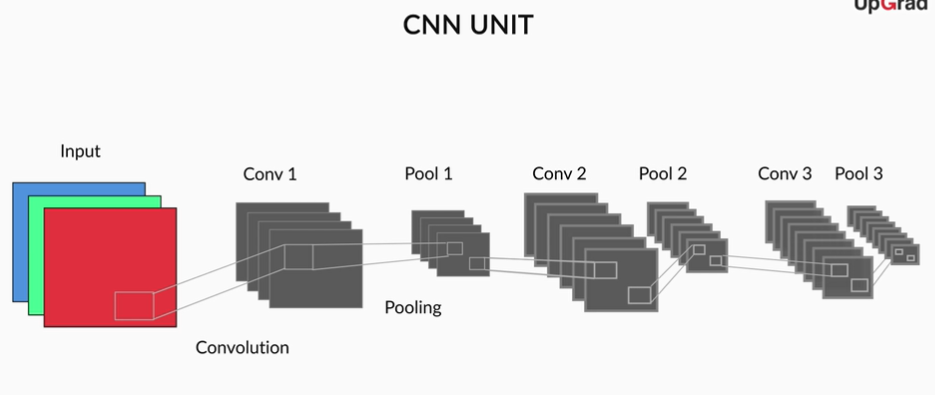 UpGrad
CNN UNIT
Input
Conv 1
Pool 1
Conv 2
Pool 2
Conv 3
Pool 3
Pooling
Convolution